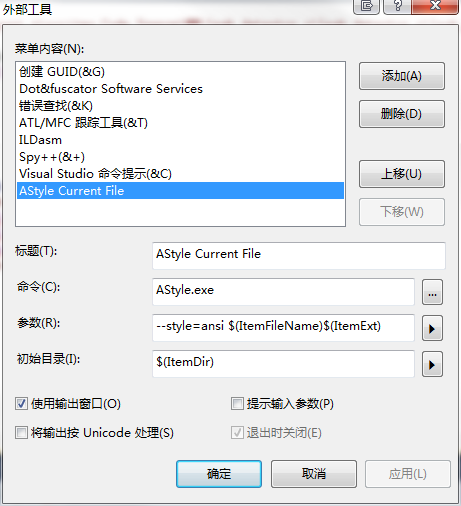 外部工具
菜单内容(N):
创建 GUID(&G)
Dot&fuscator Software Services
错误查找(&K)
ATL/MFC 跟踪工具(&T)
ILDasm
Spy++(&+)
Visual Studio 命令提示(&C)
AStyle Current File
添加(A)
删除(D)
上移(U)
下移(W)
标题(T):
AStyle Current File
命令(C):
AStyle.exe
...
参数(R):
--style=ansi $(ItemFileName)$(ItemExt)
初始目录(I):
$(ItemDir)
使用输出窗口(O)
提示输入参数(P)
将输出按 Unicode 处理(S)
退出时关闭(E)
确定
取消
应用(L)